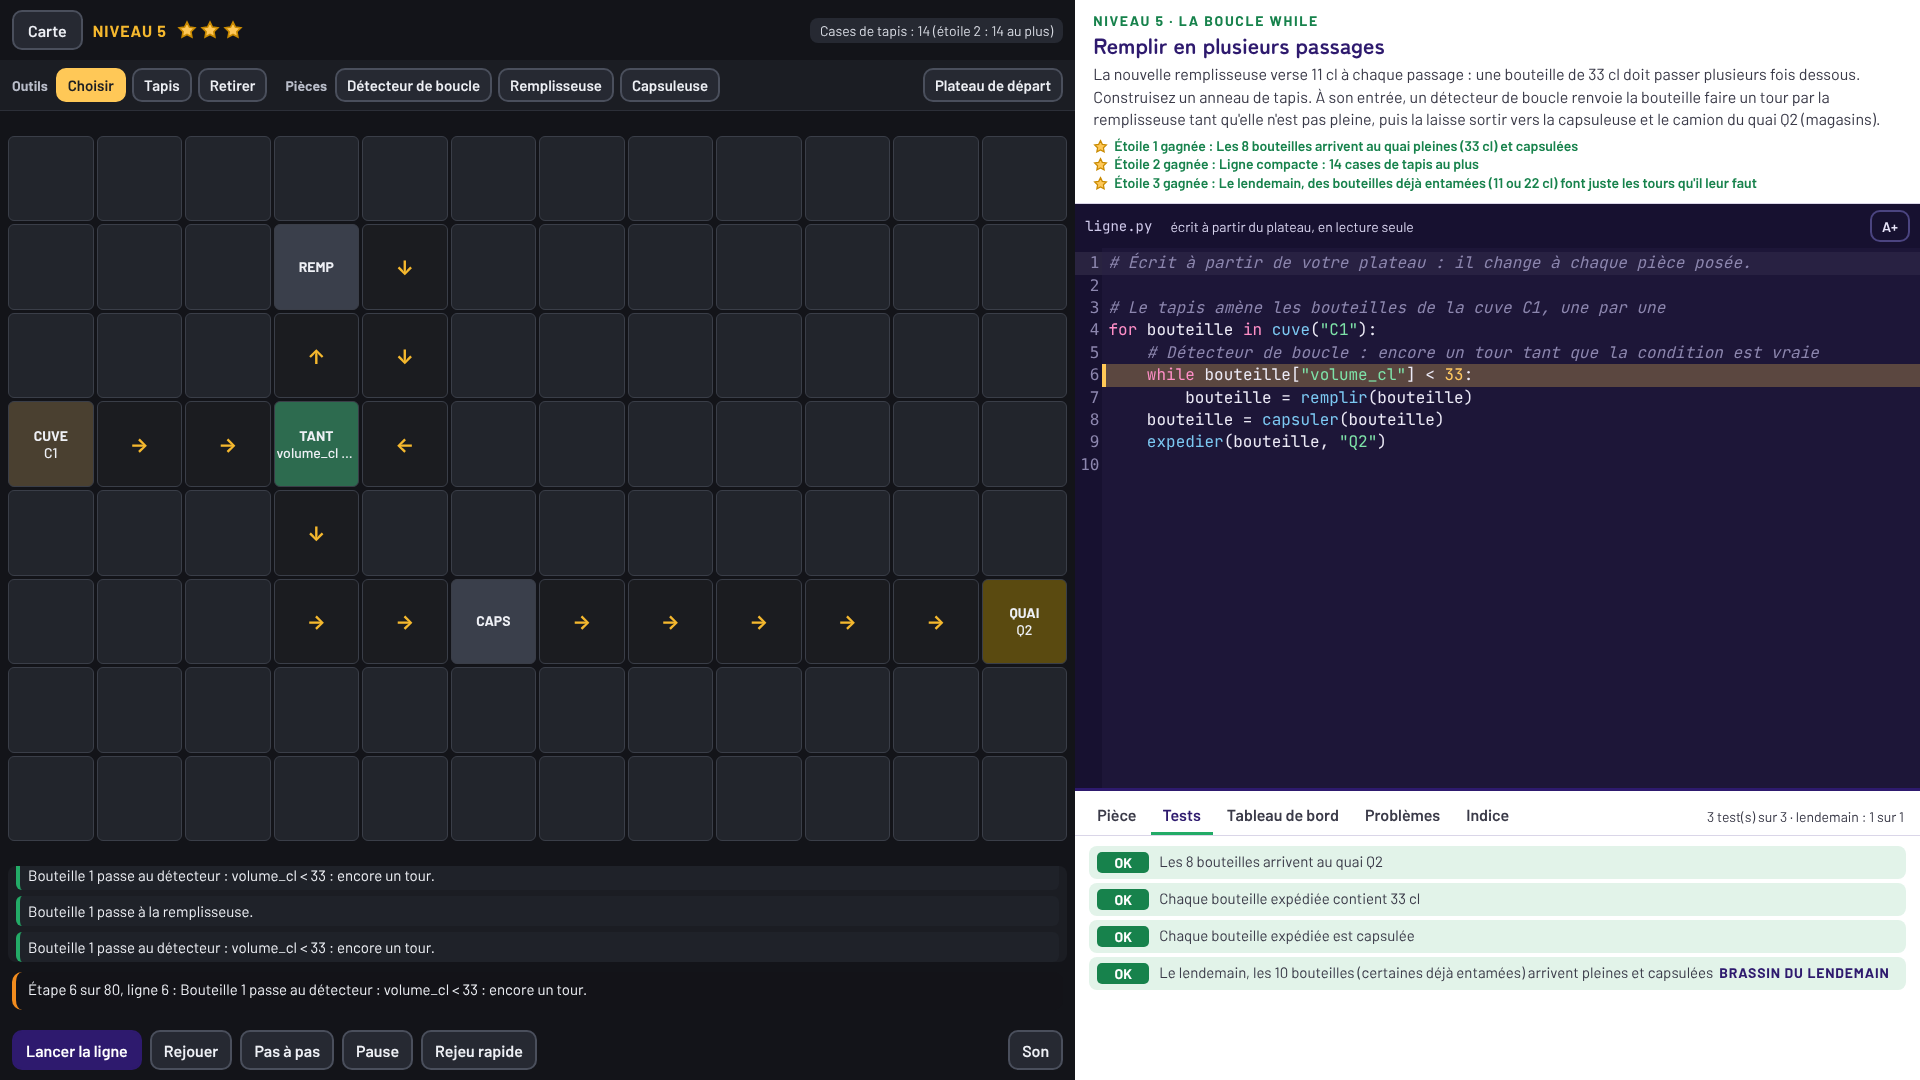 Carte
NIVEAU 5
Cases de tapis : 14 (étoile 2 : 14 au plus)
Outils
Choisir
Tapis
Retirer
Pièces
Détecteur de boucle
Remplisseuse
Capsuleuse
Plateau de départ
REMP
↓
↑ ↓
CUVE
C1
→ →
TANT
volume_cl ...
←
↓
→ →
CAPS
→ → → → →
QUAI
Q2
Bouteille 1 passe au détecteur : volume_cl < 33 : encore un tour.
Bouteille 1 passe à la remplisseuse.
Bouteille 1 passe au détecteur : volume_cl < 33 : encore un tour.
Étape 6 sur 80, ligne 6 : Bouteille 1 passe au détecteur : volume_cl < 33 : encore un tour.
Lancer la ligne
Rejouer
Pas à pas
Pause
Rejeu rapide
Son
NIVEAU 5 · LA BOUCLE WHILE
Remplir en plusieurs passages
La nouvelle remplisseuse verse 11 cl à chaque passage : une bouteille de 33 cl doit passer plusieurs fois dessous.
Construisez un anneau de tapis. À son entrée, un détecteur de boucle renvoie la bouteille faire un tour par la
remplisseuse tant qu'elle n'est pas pleine, puis la laisse sortir vers la capsuleuse et le camion du quai Q2 (magasins).
Étoile 1 gagnée : Les 8 bouteilles arrivent au quai pleines (33 cl) et capsulées
Étoile 2 gagnée : Ligne compacte : 14 cases de tapis au plus
Étoile 3 gagnée : Le lendemain, des bouteilles déjà entamées (11 ou 22 cl) font juste les tours qu'il leur faut
ligne.py
écrit à partir du plateau, en lecture seule
A+
1 # Écrit à partir de votre plateau : il change à chaque pièce posée.
2
3 # Le tapis amène les bouteilles de la cuve C1, une par une
4 for bouteille in cuve("C1"):
5     # Détecteur de boucle : encore un tour tant que la condition est vraie
6     while bouteille["volume_cl"] < 33:
7         bouteille = remplir(bouteille)
8     bouteille = capsuler(bouteille)
9     expedier(bouteille, "Q2")
10
Pièce
Tests
Tableau de bord
Problèmes
Indice
3 test(s) sur 3 · lendemain : 1 sur 1
OK Les 8 bouteilles arrivent au quai Q2
OK Chaque bouteille expédiée contient 33 cl
OK Chaque bouteille expédiée est capsulée
OK Le lendemain, les 10 bouteilles (certaines déjà entamées) arrivent pleines et capsulées BRASSIN DU LENDEMAIN